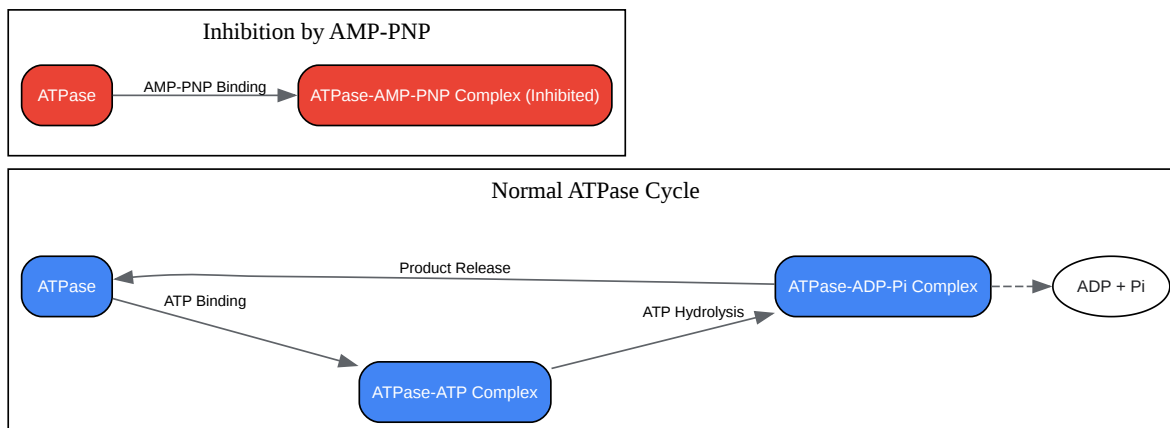 Inhibition by AMP-PNP
ATPase
AMP-PNP Binding
ATPase-AMP-PNP Complex (Inhibited)
Normal ATPase Cycle
ATPase
Product Release
ATPase-ADP-Pi Complex
ADP + Pi
ATP Binding
ATP Hydrolysis
ATPase-ATP Complex